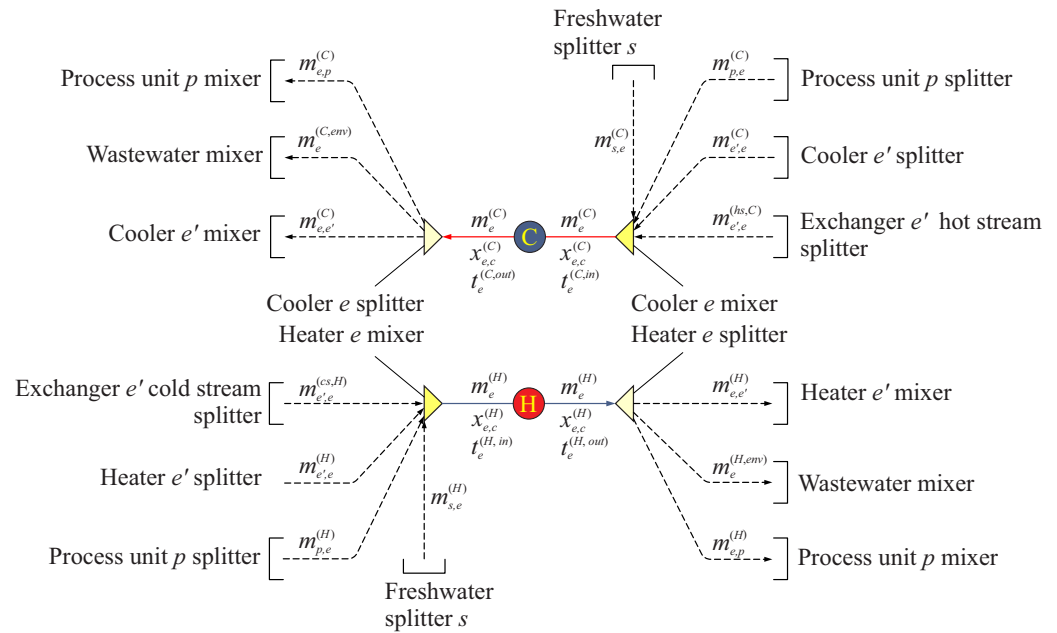 Freshwater
splitter s
Process unit p mixer
m_{e,p}^{(C)}
m_{p,e}^{(C)}
Process unit p splitter
Wastewater mixer
m_e^{(C,env)}
m_{s,e}^{(C)}
m_{e',e}^{(C)}
Cooler e' splitter
Cooler e' mixer
m_{e,e'}^{(C)}
m_e^{(C)}
C
m_e^{(C)}
m_{e',e}^{(hs,C)}
Exchanger e' hot stream
splitter
x_{e,c}^{(C)}
x_{e,c}^{(C)}
t_e^{(C,out)}
t_e^{(C,in)}
Cooler e splitter
Cooler e mixer
Heater e mixer
Heater e splitter
Exchanger e' cold stream
splitter
m_{e',e}^{(cs,H)}
m_e^{(H)}
H
m_e^{(H)}
m_{e,e'}^{(H)}
Heater e' mixer
x_{e,c}^{(H)}
x_{e,c}^{(H)}
t_e^{(H, in)}
t_e^{(H, out)}
Heater e' splitter
m_{e',e}^{(H)}
m_{s,e}^{(H)}
m_e^{(H,env)}
Wastewater mixer
Process unit p splitter
m_{p,e}^{(H)}
m_{e,p}^{(H)}
Process unit p mixer
Freshwater
splitter s